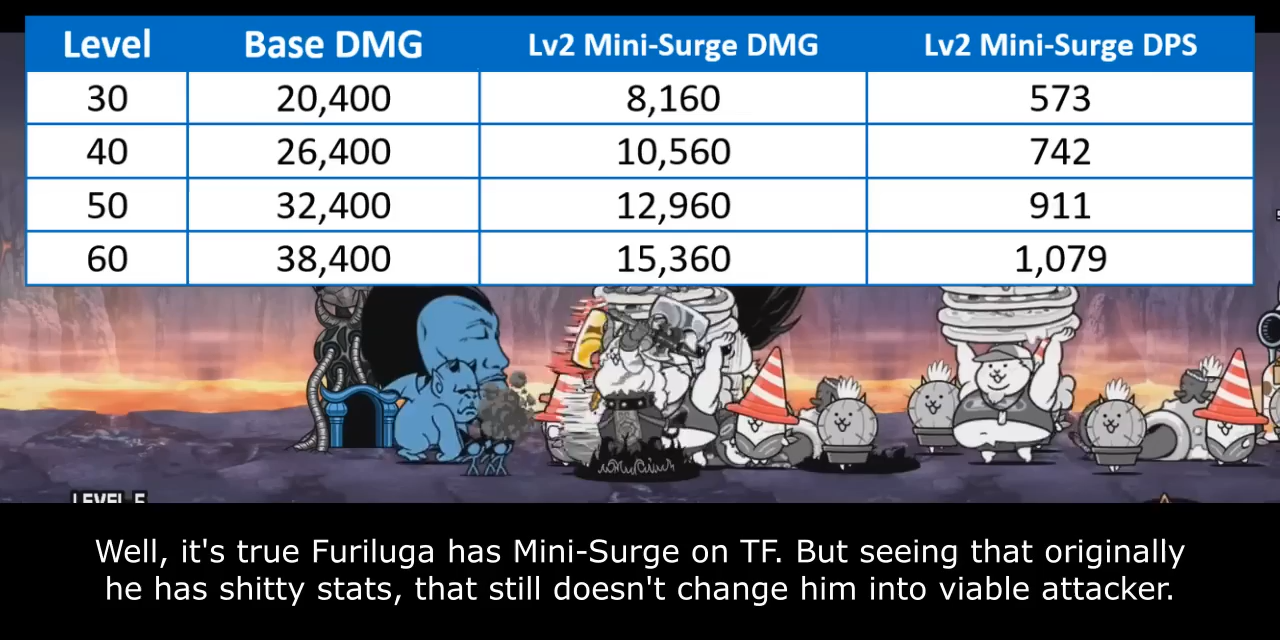 Level Base DMG Lv2 Mini-Surge DMG Lv2 Mini-Surge DPS
30 20,400 8,160 573
40 26,400 10,560 742
50 32,400 12,960 911
60 38,400 15,360 1,079
LEVEL 5
Well, it's true Furiluga has Mini-Surge on TF. But seeing that originally
he has shitty stats, that still doesn't change him into viable attacker.